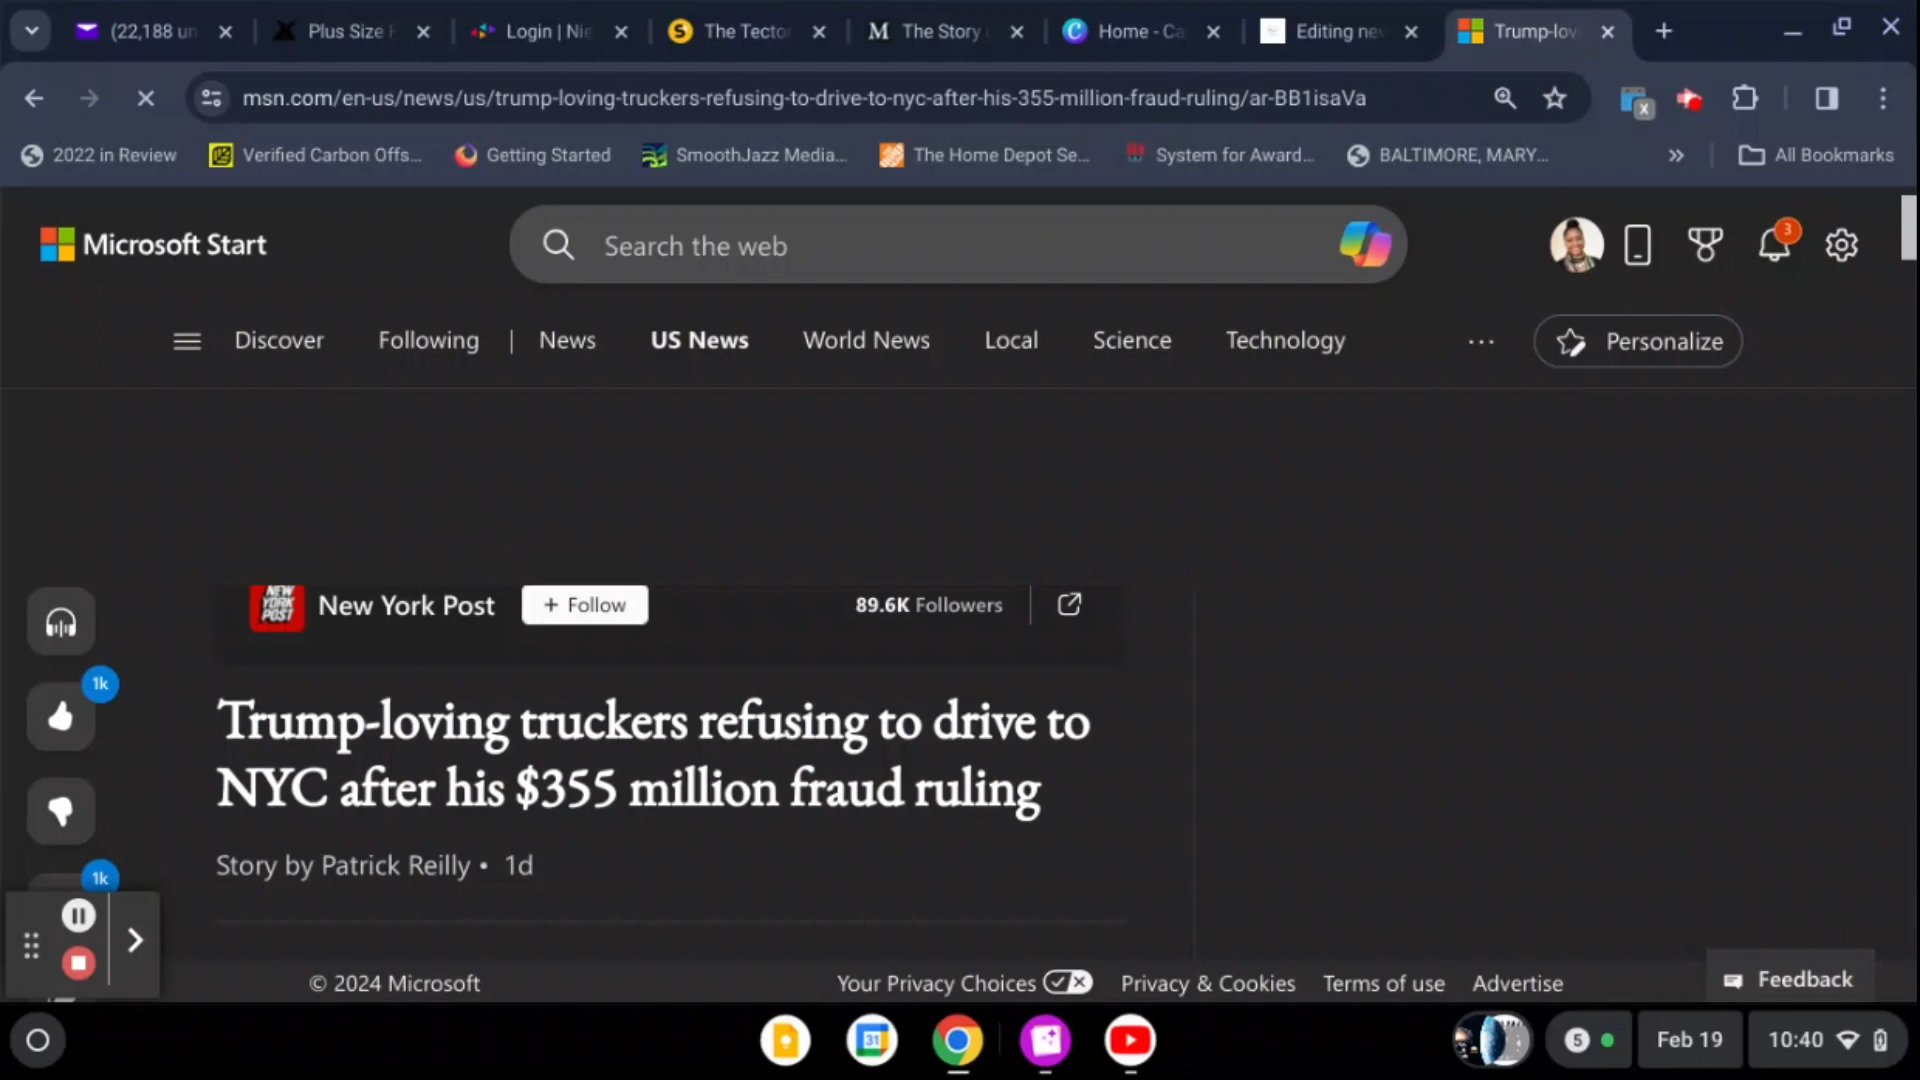 (22,188 un
Plus Size F
Login | Nie
The Tecto
The Story
Home - Ca
Editing ne
Trump-lov
msn.com/en-us/news/us/trump-loving-truckers-refusing-to-drive-to-nyc-after-his-355-million-fraud-ruling/ar-BB1isaVa
2022 in Review
Verified Carbon Offs...
Getting Started
SmoothJazz Media...
The Home Depot Se...
System for Award...
BALTIMORE, MARY...
All Bookmarks
Microsoft Start
Search the web
3
Discover
Following
News
US News
World News
Local
Science
Technology
Personalize
NEW YORK POST
New York Post
+ Follow
89.6K Followers
1k
Trump-loving truckers refusing to drive to
NYC after his $355 million fraud ruling
Story by Patrick Reilly • 1d
1k
© 2024 Microsoft
Your Privacy Choices
Privacy & Cookies
Terms of use
Advertise
Feedback
31
5
Feb 19
10:40